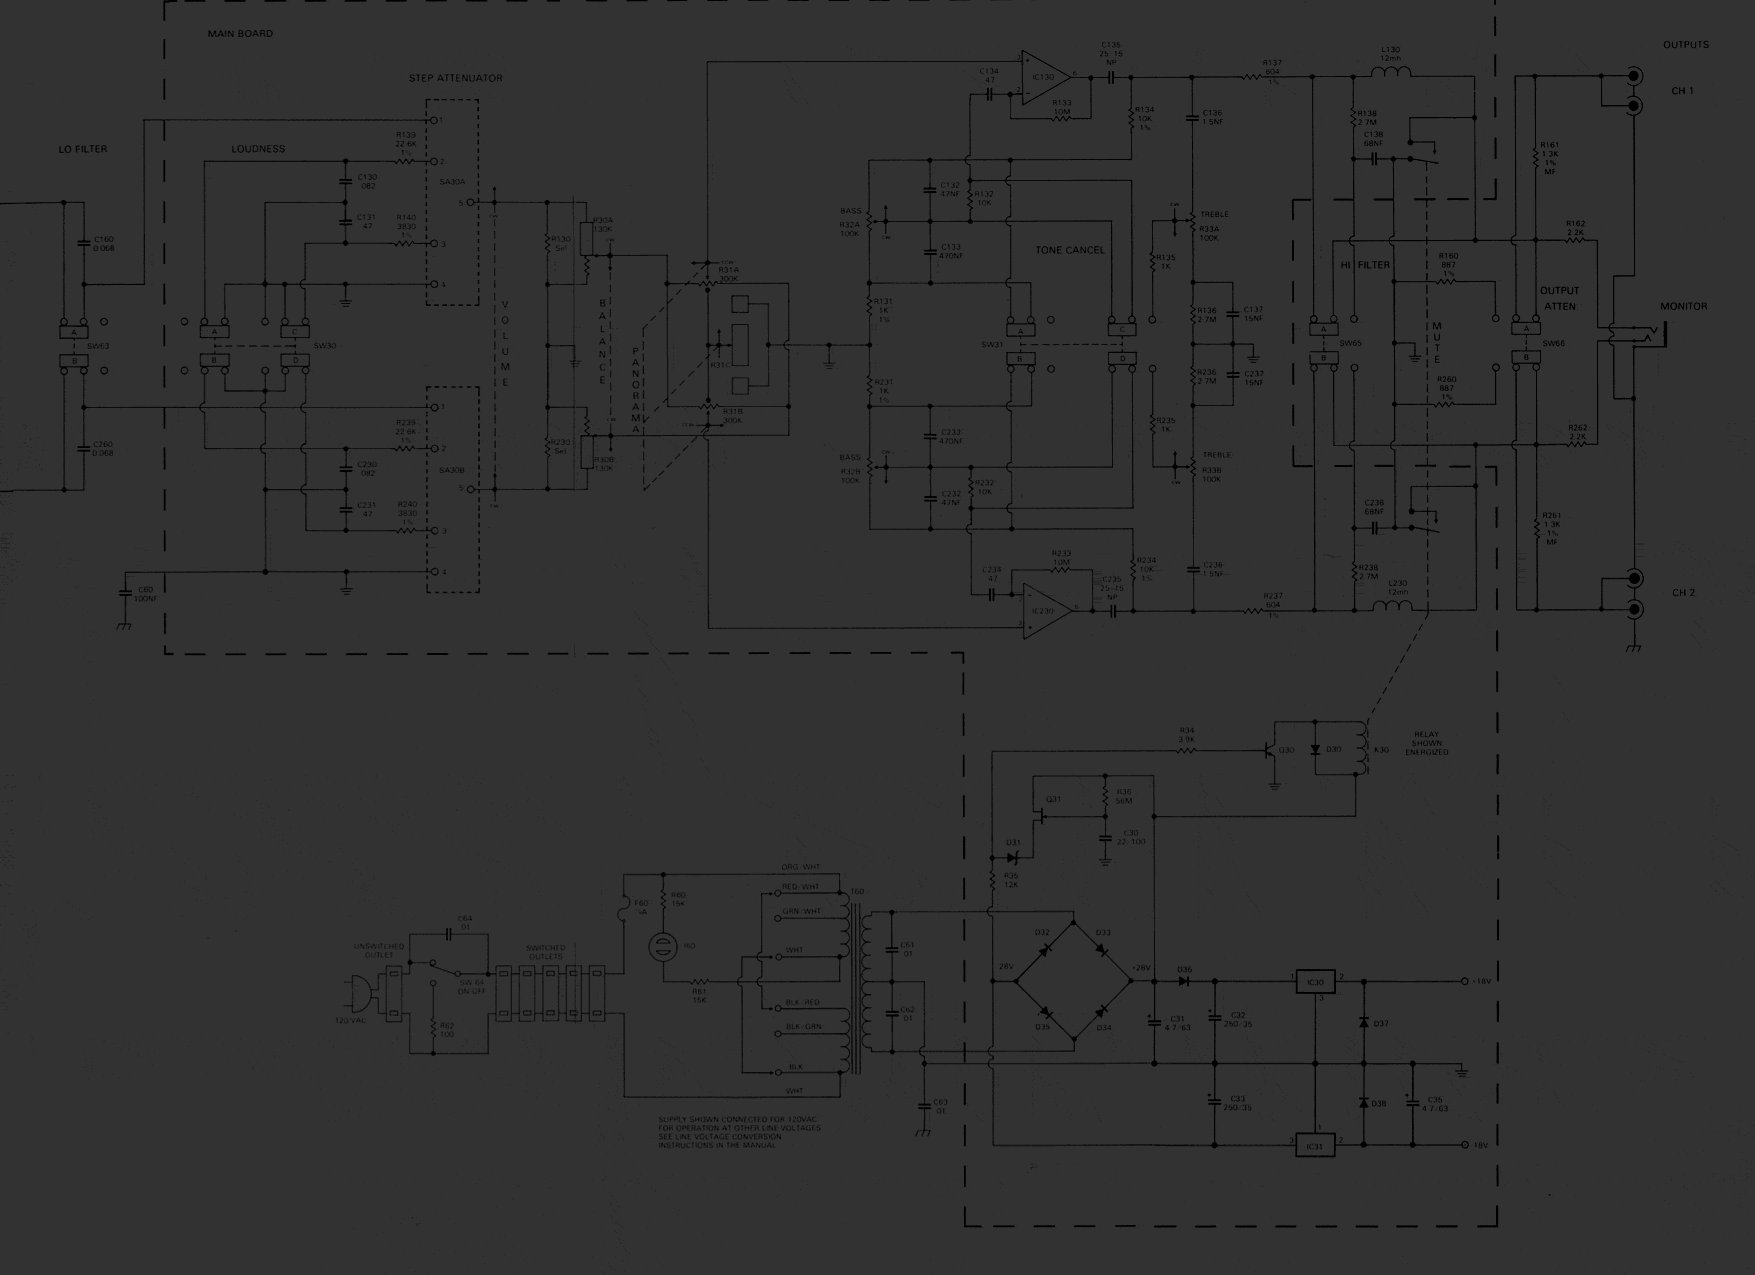 MAIN BOARD
STEP ATTENUATOR
LO FILTER
LOUDNESS
R139
22.6K
1%
C130
.082
SA30A
C131
.47
R140
3830
1%
C160
0.068
A
B
SW63
A
C
B
D
SW30
C260
0.068
R239
22.6K
1%
C230
.082
SA30B
C231
.47
R240
3830
1%
C60
100NF
VOLUME
BALANCE
PANORAMA
R130
Sel
R30A
130K
R230
Sel
R30B
130K
R31A
300K
R31C
R31B
300K
C134
.47
IC130
C135
25-15
NP
R133
10M
R134
10K
1%
C136
1.5NF
R137
604
1%
L130
12mh
OUTPUTS
CH 1
R138
2.7M
C138
68NF
R161
1.3K
1%
MF
C132
47NF
R132
10K
BASS
R32A
100K
C133
470NF
TONE CANCEL
TREBLE
R33A
100K
R135
1K
HI FILTER
R160
887
1%
R162
2.2K
OUTPUT
ATTEN.
MONITOR
R131
1K
1%
R136
2.7M
C137
15NF
SW31
A
B
C
D
SW65
A
B
MUTE
SW68
A
B
R231
1K
1%
R236
2.7M
C237
15NF
R260
887
1%
R262
2.2K
C233
470NF
R235
1K
BASS
R32B
100K
C232
47NF
R232
10K
TREBLE
R33B
100K
C238
68NF
R261
1.3K
1%
MF
R233
10M
C234
.47
IC230
C235
25-15
NP
R234
10K
1%
C236
1.5NF
R237
604
1%
R238
2.7M
L230
12mh
CH 2
R34
3.9K
Q30
D30
K30
RELAY
SHOWN
ENERGIZED
Q31
R36
56M
C30
22/100
D31
R35
12K
ORG-WHT
RED-WHT
GRN-WHT
WHT
BLK-RED
BLK-GRN
BLK
WHT
T60
F60
R60
15K
I60
R61
15K
C64
.01
UNSWITCHED
OUTLET
SWITCHED
OUTLETS
SW 64
ON-OFF
120 VAC
R62
100
C61
.01
C62
.01
C63
.01
D32
D33
D35
D34
28V
+28V
D36
C31
4.7/63
C32
250/35
IC30
D37
+18V
C33
250/35
D38
C35
4.7/63
IC31
-18V
SUPPLY SHOWN CONNECTED FOR 120VAC
FOR OPERATION AT OTHER LINE VOLTAGES
SEE LINE VOLTAGE CONVERSION
INSTRUCTIONS IN THE MANUAL